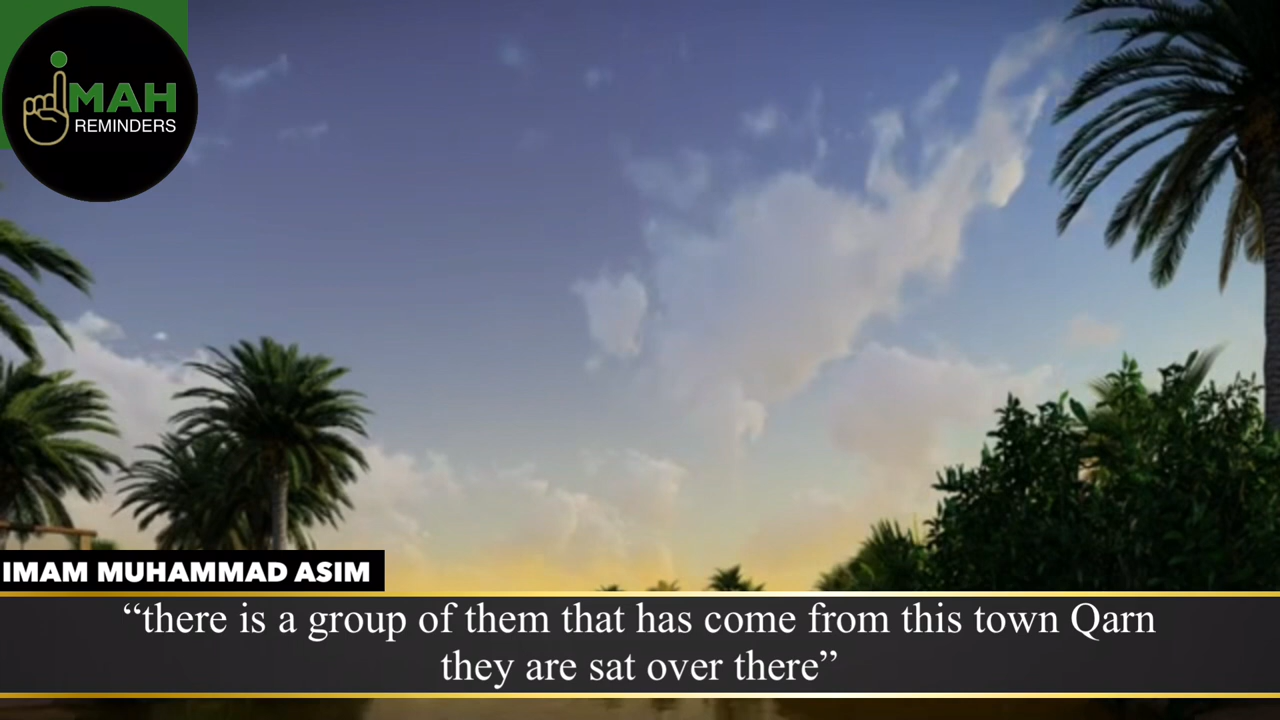 iMAH
REMINDERS
IMAM MUHAMMAD ASIM
“there is a group of them that has come from this town Qarn
they are sat over there”